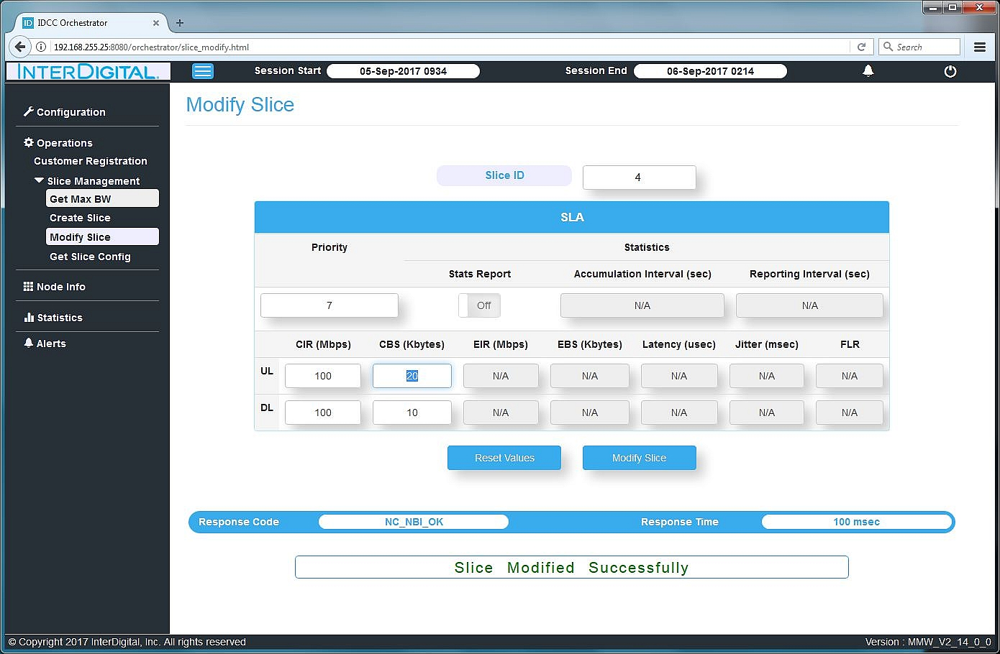 IDCC Orchestrator
192.168.255.25:8080/orchestrator/slice_modify.html
Search
INTERDIGITAL.
Session Start 05-Sep-2017 0934 Session End 06-Sep-2017 0214
Configuration
Operations
Customer Registration
Slice Management
Get Max BW
Create Slice
Modify Slice
Get Slice Config
Node Info
Statistics
Alerts
Modify Slice
Slice ID 4
SLA
Priority Statistics
Stats Report Accumulation Interval (sec) Reporting Interval (sec)
7 Off N/A N/A
CIR (Mbps) CBS (Kbytes) EIR (Mbps) EBS (Kbytes) Latency (usec) Jitter (msec) FLR
UL 100 20 N/A N/A N/A N/A N/A
DL 100 10 N/A N/A N/A N/A N/A
Reset Values Modify Slice
Response Code NC_NBI_OK Response Time 100 msec
Slice Modified Successfully
© Copyright 2017 InterDigital, Inc. All rights reserved Version : MMW_V2_14_0_0